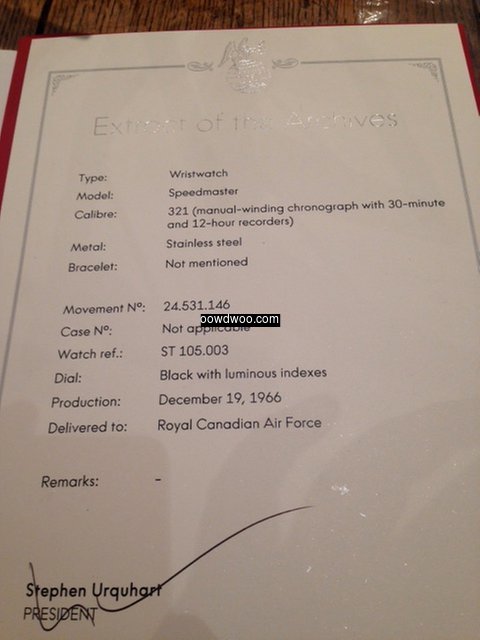 Extract of the Archives
Type: Wristwatch
Model: Speedmaster
Calibre: 321 (manual-winding chronograph with 30-minute
and 12-hour recorders)
Metal: Stainless steel
Bracelet: Not mentioned
Movement Nº: 24.531.146
oowdwoo.com
Case Nº: Not applicable
Watch ref.: ST 105.003
Dial: Black with luminous indexes
Production: December 19, 1966
Delivered to: Royal Canadian Air Force
Remarks: -
Stephen Urquhart
PRESIDENT